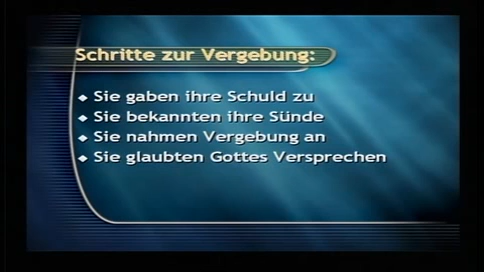 Schritte zur Vergebung:
Sie gaben ihre Schuld zu
Sie bekannten ihre Sünde
Sie nahmen Vergebung an
Sie glaubten Gottes Versprechen